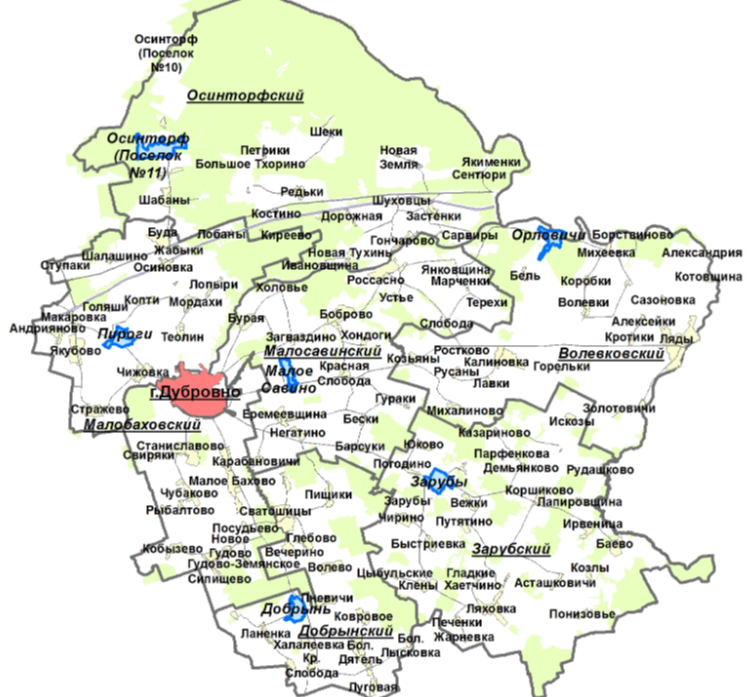 Осинторф
(Поселок
№10)
Осинторфский
Осинторф
(Поселок
№11)
Шеки
Петрики
Большое Тхорино
Новая
Земля
Якименки
Сентюри
Редьки
Шабаны
Шуховцы
Костино
Дорожная
Застенки
Будя
Лобаны
Киреево
Гончарово
Сарвиры
Орловичи
Борствиново
Жабыки
Шалашино
Осиновка
Ступаки
Новая Тухинь
Ивановщина
Михеевка
Александрия
Янковщина
Марченки
Бель
Коробки
Котовщина
Лопыри
Холовье
Россасно
Устье
Терехи
Волевки
Сазоновка
Копти
Мордахи
Голяши
Макаровка
Андрияново
Бурая
Боброво
Слобода
Алексейки
Кротики
Ляды
Пироги
Теолин
Якубово
Загваздино
Хондоги
Малосавинский
Козьяны
Ростково
Калиновка
Русаны
Горельки
Волевковский
Лавки
Чижовка
Малое
Савино
Красная
Слобода
г.Дубровно
Гураки
Стражево
Малобаховский
Еремеевщина
Бески
Михалиново
Искозы
Золотовичи
Негатино
Казариново
Станиславово
Свиряки
Барсуки
Юково
Карабановичи
Погодино
Парфенкова
Демьянково
Рудашково
Малое Бахово
Чубаково
Пищики
Зарубы
Зарубы
Вежки
Коршиково
Лапировщина
Рыбалтово
Сватошицы
Чирино
Путятино
Ирвеница
Посудьево
Новое
Гудово
Глебово
Вечерино
Быстриевка
Зарубский
Баево
Кобызево
Гудово-Земянское
Силищево
Волево
Цыбульские
Клены
Гладкие
Хаетчино
Козлы
Асташковичи
Пневичи
Добрынь
Ковровое
Ляховка
Понизовье
Ланенка
Добрынский
Печенки
Жарневка
Халалеевка
Бол.
Дятель
Бол.
Лысковка
Кр.
Слобода
Луговая